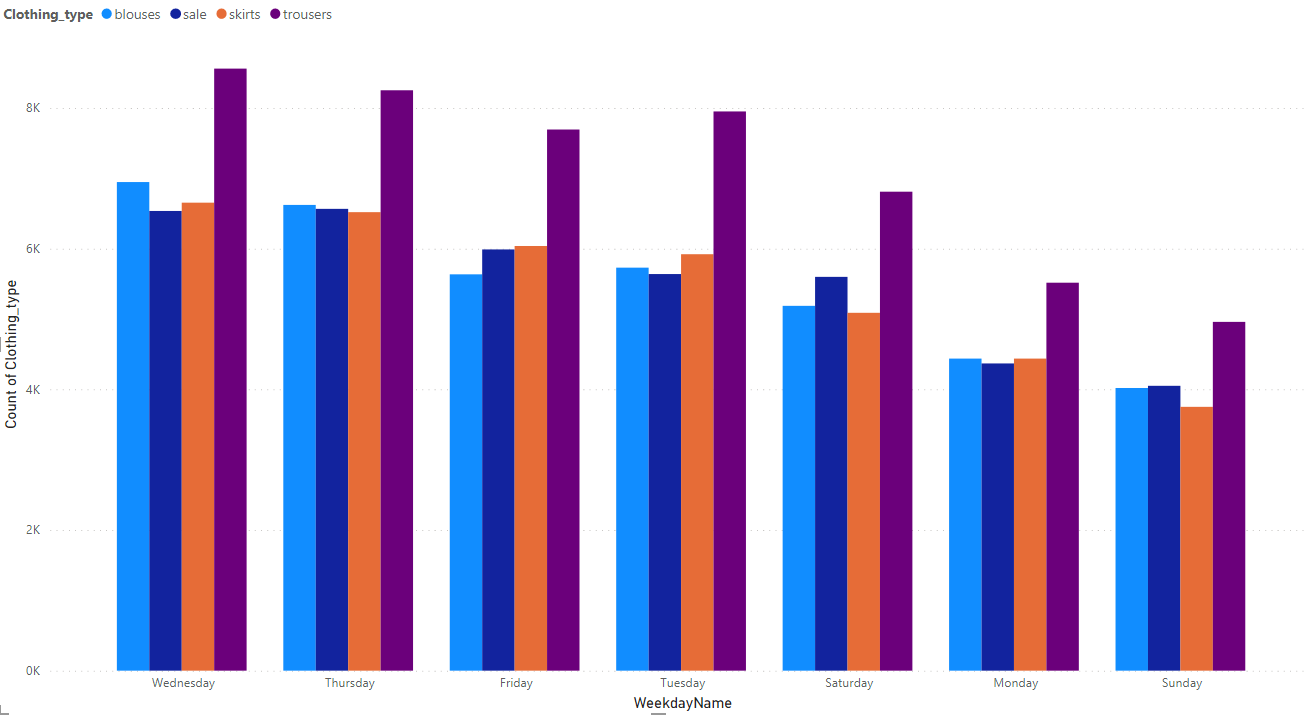 Clothing_type blouses sale skirts trousers
8K
6K
4K
2K
0K
Count of Clothing_type
Wednesday Thursday Friday Tuesday Saturday Monday Sunday
WeekdayName